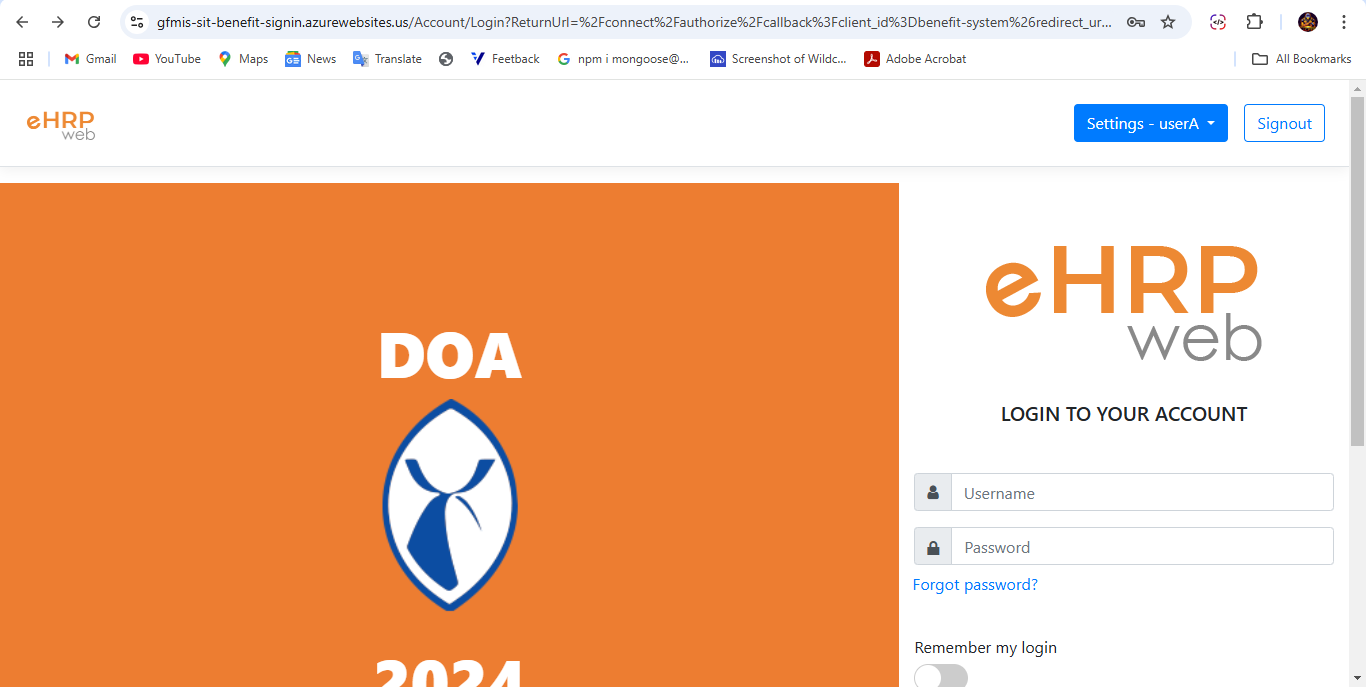 gfmis-sit-benefit-signin.azurewebsites.us/Account/Login?ReturnUrl=%2Fconnect%2Fauthorize%2Fcallback%3Fclient_id%3Dbenefit-system%26redirect_ur...
Gmail YouTube Maps News Translate Feetback npm i mongoose@... Screenshot of Wildc... Adobe Acrobat All Bookmarks
eHRP
web
Settings - userA Signout
DOA
2024
eHRP
web
LOGIN TO YOUR ACCOUNT
Username
Password
Forgot password?
Remember my login